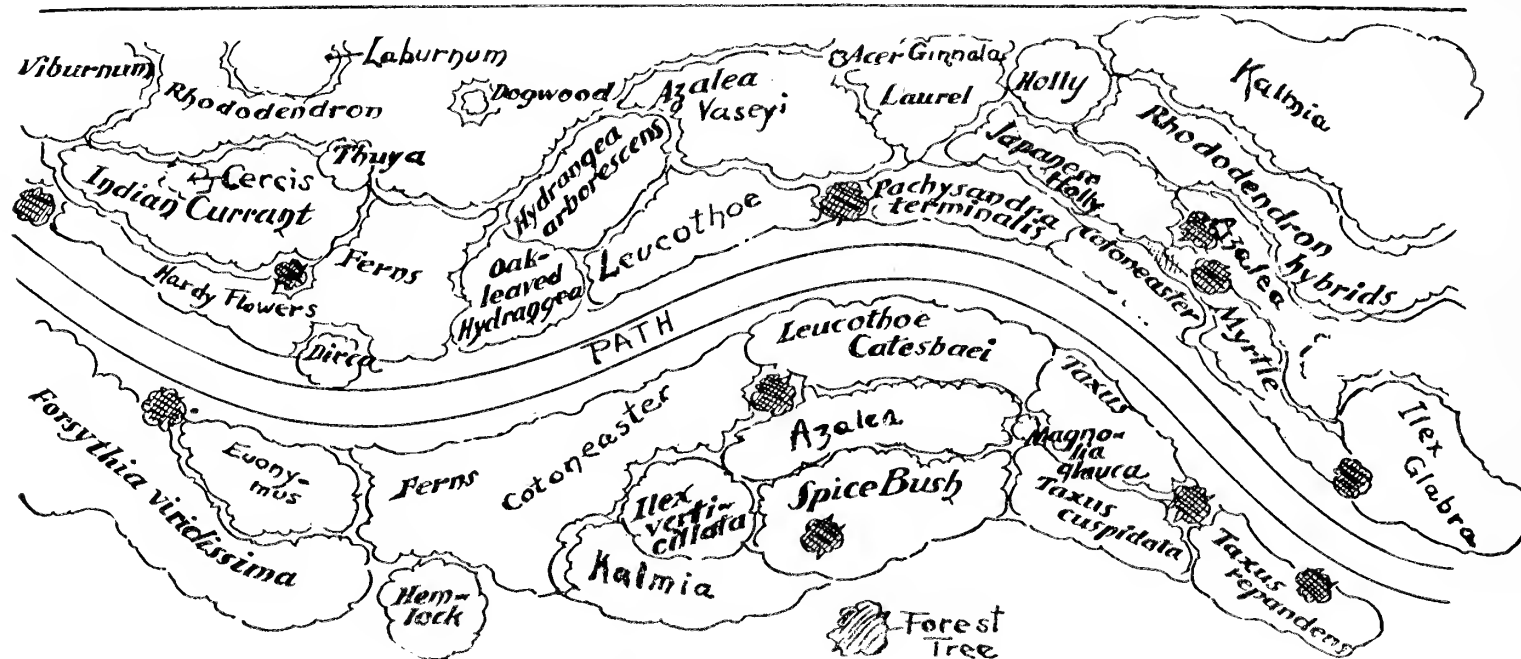 Viburnum
Laburnum
Rhododendron
Dogwood
Azalea
Vaseyi
Acer Ginnala
Laurel
Holly
Kalmia
Rhododendron
hybrids
Japanese
Holly
Thuya
Cercis
Indian Currant
Hydrangea
arborescens
Leucothoe
Pachysandra
terminalis
Cotoneaster
Azalea
Myrtle
Ferns
Oak-
leaved
Hydrangea
Hardy Flowers
Dirca
PATH
Leucothoe
Catesbaei
Taxus
Ilex
Glabra
Forsythia viridissima
Euony-
mus
Ferns
Cotoneaster
Azalea
Magno-
lia
glauca
Ilex
verti-
cillata
Spice Bush
Taxus
cuspidata
Kalmia
Hem-
lock
Taxus
repandens
Forest
Tree